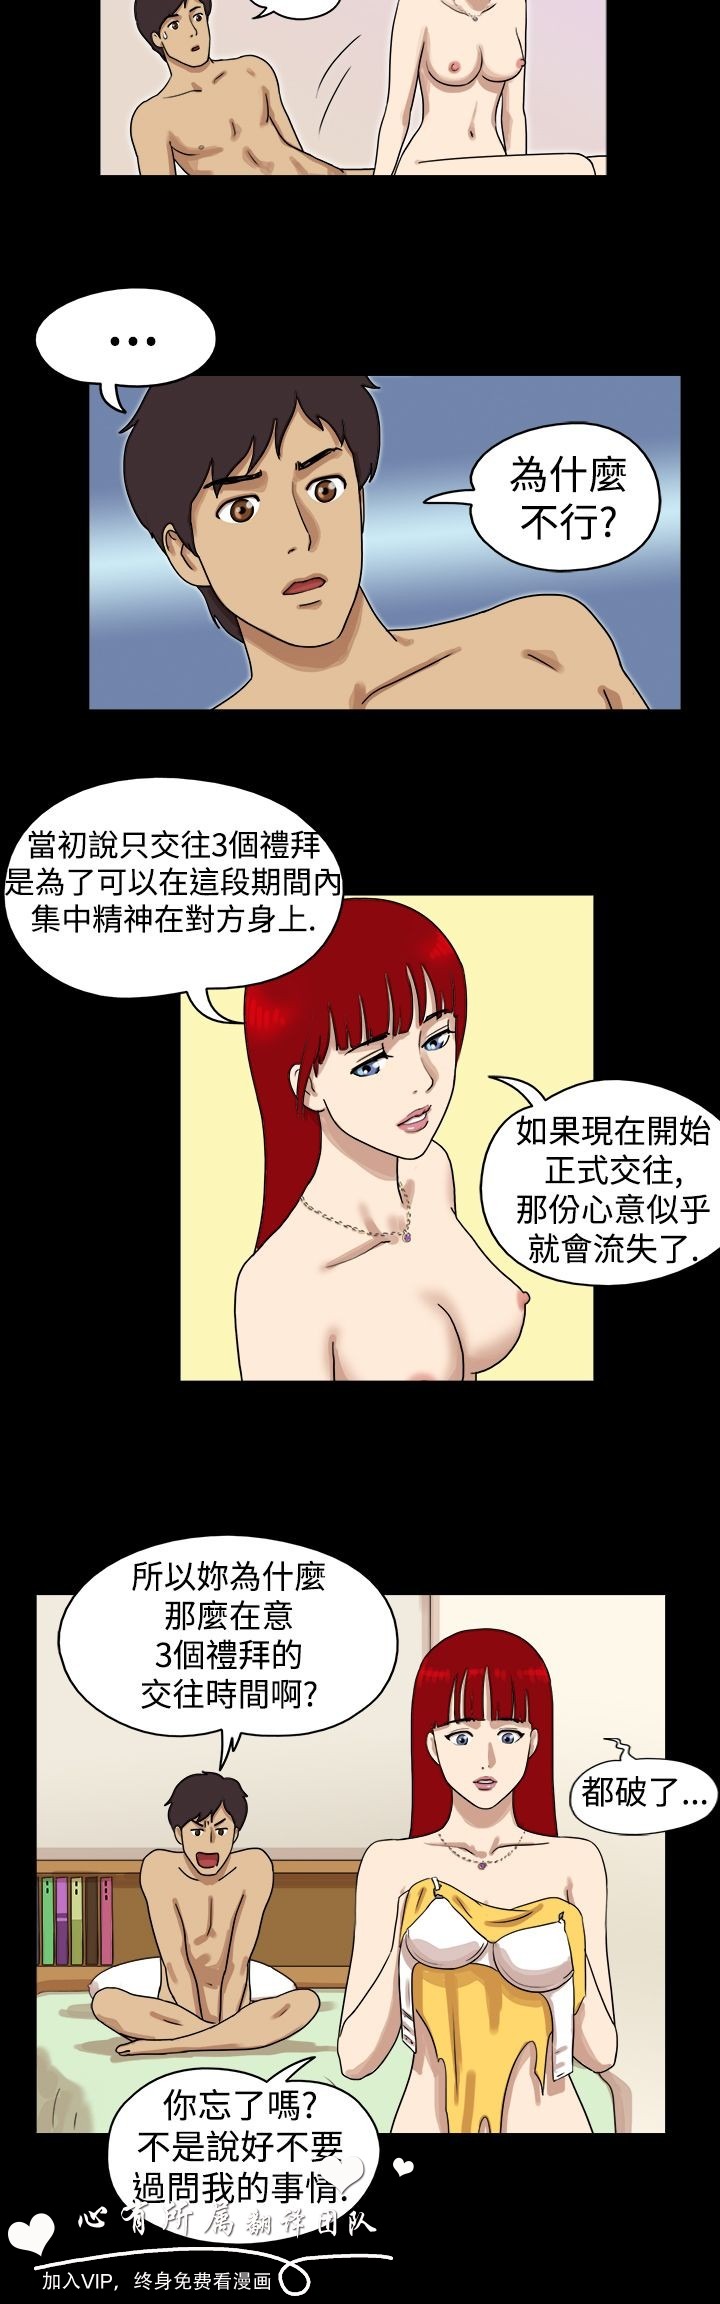 ...
為什麼
不行?
當初說只交往3個禮拜
是為了可以在這段期間內
集中精神在對方身上.
如果現在開始
正式交往,
那份心意似乎
就會流失了.
所以妳為什麼
那麼在意
3個禮拜的
交往時間啊?
都破了...
你忘了嗎?
不是說好不要
過問我的事情.
心有所属翻译团队
加入VIP，终身免费看漫画